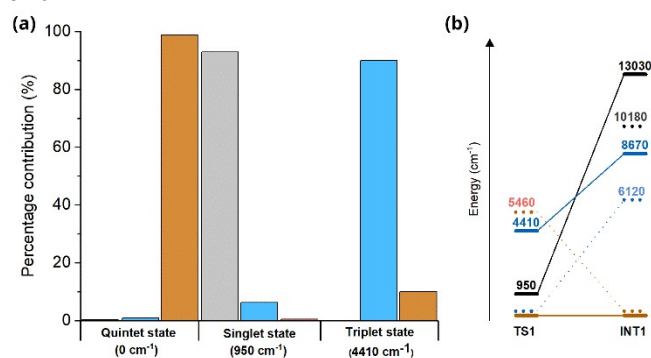 (a)
Percentage contribution (%)
100
80
60
40
20
0
Quintet state
(0 cm-1)
Singlet state
(950 cm-1)
Triplet state
(4410 cm-1)
(b)
Energy (cm-1)
13030
10180
8670
6120
5460
4410
950
TS1
INT1